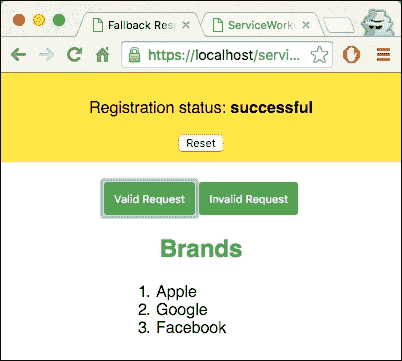 Fallback Resp
ServiceWorke
https://localhost/servi...
Registration status: successful
Reset
Valid Request
Invalid Request
Brands
1. Apple
2. Google
3. Facebook